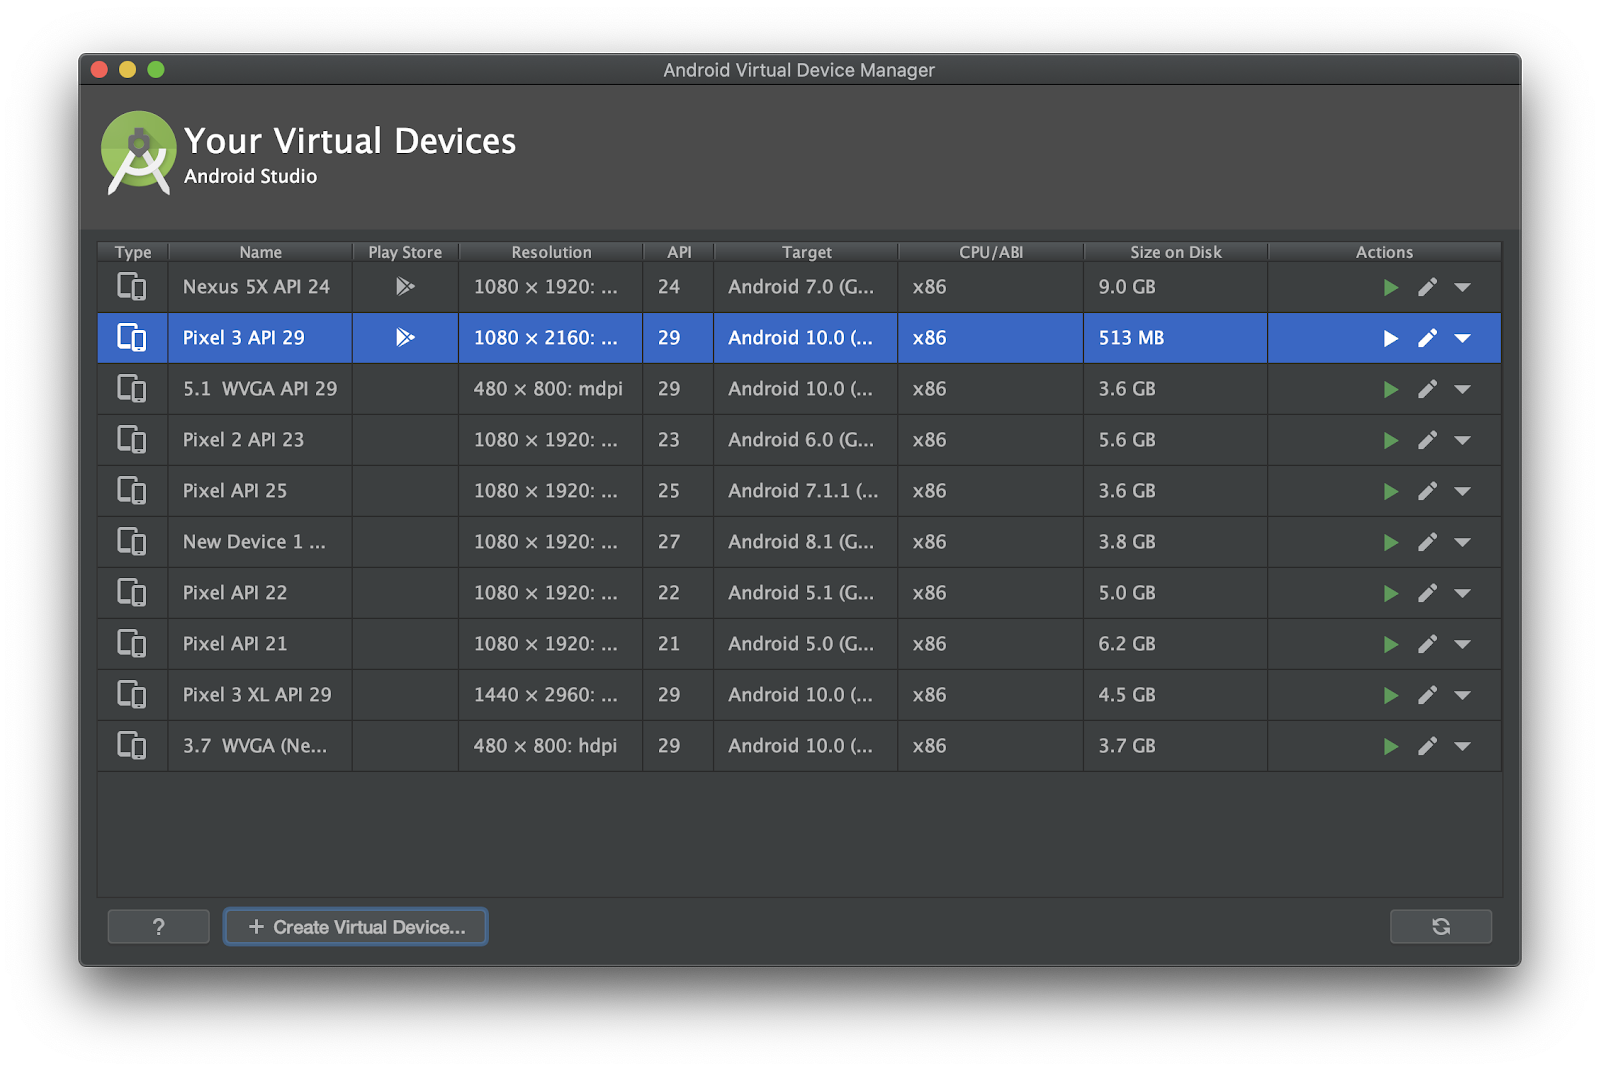 Android Virtual Device Manager
Your Virtual Devices
Android Studio
Type Name Play Store Resolution API Target CPU/ABI Size on Disk Actions
Nexus 5X API 24 1080 × 1920: ... 24 Android 7.0 (G... x86 9.0 GB
Pixel 3 API 29 1080 × 2160: ... 29 Android 10.0 (... x86 513 MB
5.1 WVGA API 29 480 × 800: mdpi 29 Android 10.0 (... x86 3.6 GB
Pixel 2 API 23 1080 × 1920: ... 23 Android 6.0 (G... x86 5.6 GB
Pixel API 25 1080 × 1920: ... 25 Android 7.1.1 (... x86 3.6 GB
New Device 1 ... 1080 × 1920: ... 27 Android 8.1 (G... x86 3.8 GB
Pixel API 22 1080 × 1920: ... 22 Android 5.1 (G... x86 5.0 GB
Pixel API 21 1080 × 1920: ... 21 Android 5.0 (G... x86 6.2 GB
Pixel 3 XL API 29 1440 × 2960: ... 29 Android 10.0 (... x86 4.5 GB
3.7 WVGA (Ne... 480 × 800: hdpi 29 Android 10.0 (... x86 3.7 GB
? + Create Virtual Device...